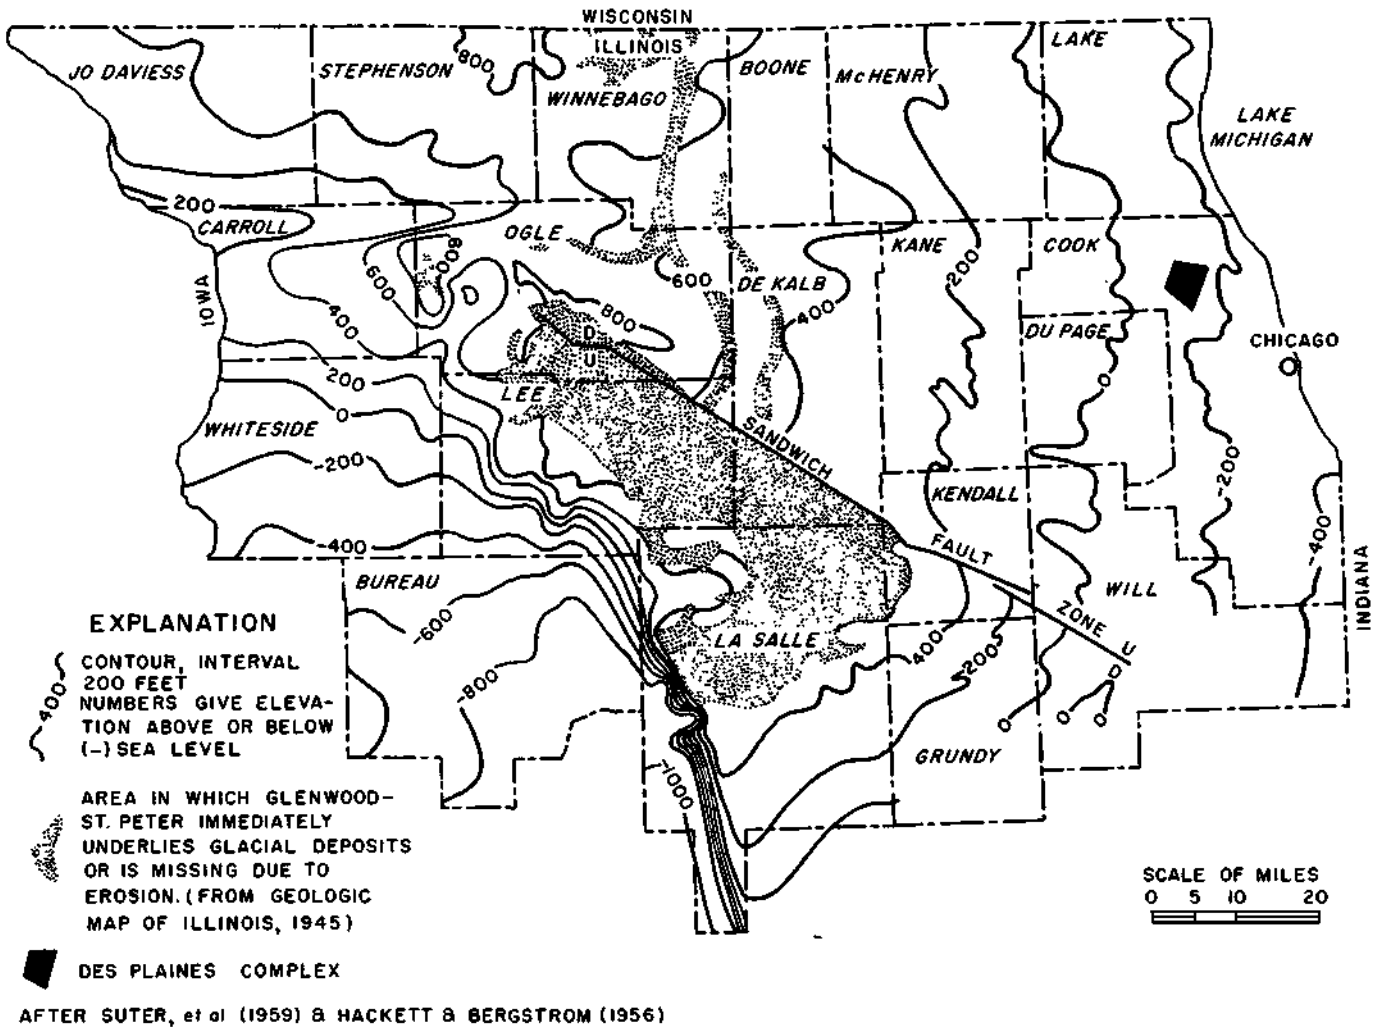 WISCONSIN
ILLINOIS
JO DAVIESS
STEPHENSON
800
WINNEBAGO
BOONE
McHENRY
LAKE
LAKE
MICHIGAN
200
CARROLL
OGLE
KANE
COOK
IOWA
600
800
600
DE KALB
400
200
400
800
D
U
DU PAGE
CHICAGO
200
LEE
0
0
WHITESIDE
SANDWICH
-200
-200
KENDALL
-400
-400
FAULT
BUREAU
ZONE
WILL
INDIANA
-600
LA SALLE
400
200
U
D
-800
0
0
0
GRUNDY
-1000
EXPLANATION
-400
CONTOUR, INTERVAL
200 FEET
NUMBERS GIVE ELEVA-
TION ABOVE OR BELOW
(-) SEA LEVEL
AREA IN WHICH GLENWOOD-
ST. PETER IMMEDIATELY
UNDERLIES GLACIAL DEPOSITS
OR IS MISSING DUE TO
EROSION. (FROM GEOLOGIC
MAP OF ILLINOIS, 1945)
DES PLAINES COMPLEX
SCALE OF MILES
0 5 10 20
AFTER SUTER, et al (1959) & HACKETT & BERGSTROM (1956)